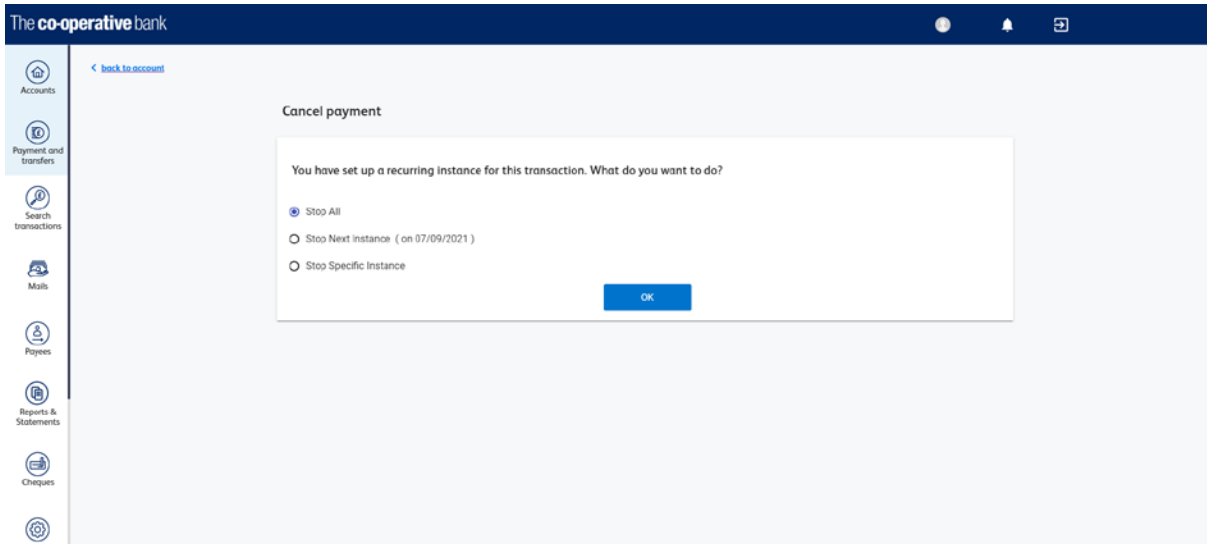 The co-operative bank
< back to account
Accounts
Payment and
transfers
Search
transactions
Mails
Payees
Reports &
Statements
Cheques
Cancel payment
You have set up a recurring instance for this transaction. What do you want to do?
Stop All
Stop Next Instance ( on 07/09/2021 )
Stop Specific Instance
OK